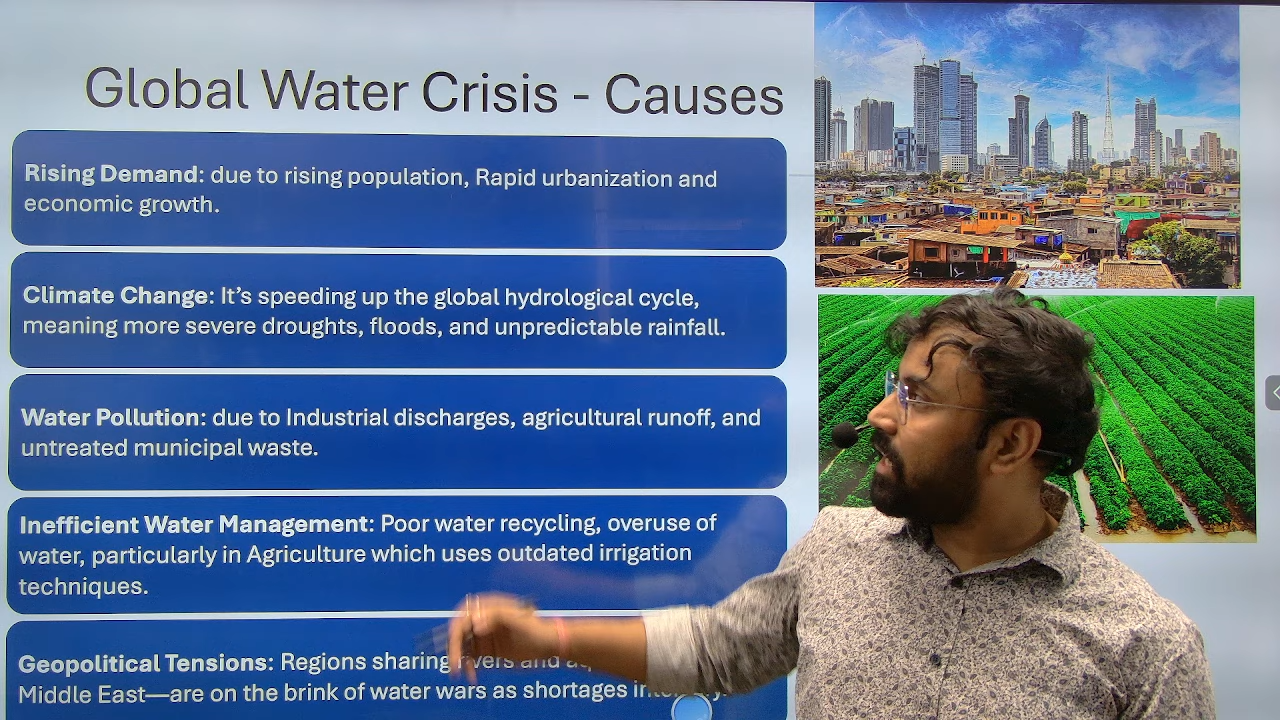 Global Water Crisis - Causes
Rising Demand: due to rising population, Rapid urbanization and
economic growth.
Climate Change: It’s speeding up the global hydrological cycle,
meaning more severe droughts, floods, and unpredictable rainfall.
Water Pollution: due to Industrial discharges, agricultural runoff, and
untreated municipal waste.
Inefficient Water Management: Poor water recycling, overuse of
water, particularly in Agriculture which uses outdated irrigation
techniques.
Geopolitical Tensions: Regions sharing rivers and
Middle East—are on the brink of water wars as shortages